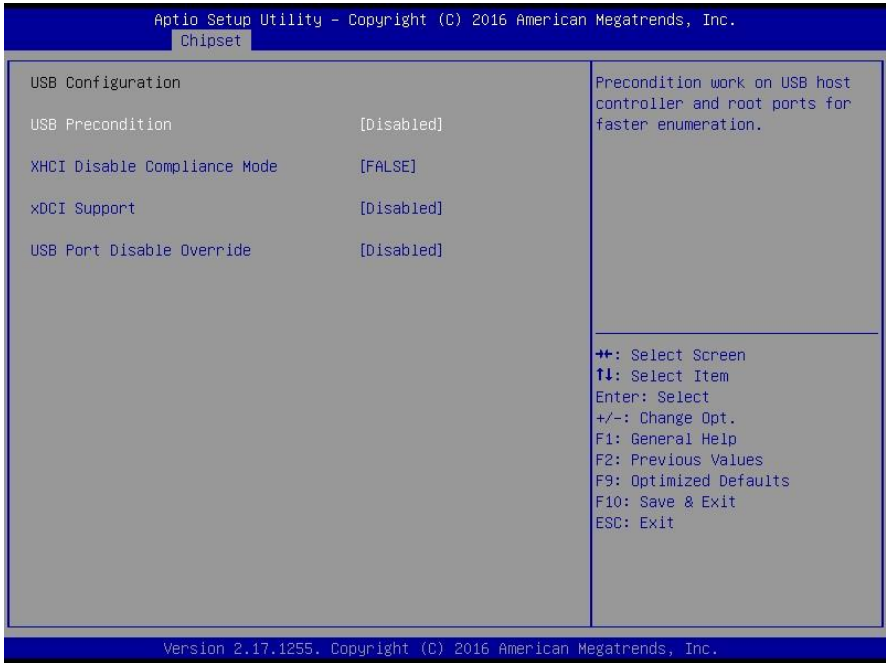 Aptio Setup Utility – Copyright (C) 2016 American Megatrends, Inc.
Chipset
USB Configuration
USB Precondition [Disabled]
XHCI Disable Compliance Mode [FALSE]
xDCI Support [Disabled]
USB Port Disable Override [Disabled]
Precondition work on USB host
controller and root ports for
faster enumeration.
→←: Select Screen
↑↓: Select Item
Enter: Select
+/-: Change Opt.
F1: General Help
F2: Previous Values
F9: Optimized Defaults
F10: Save & Exit
ESC: Exit
Version 2.17.1255. Copyright (C) 2016 American Megatrends, Inc.